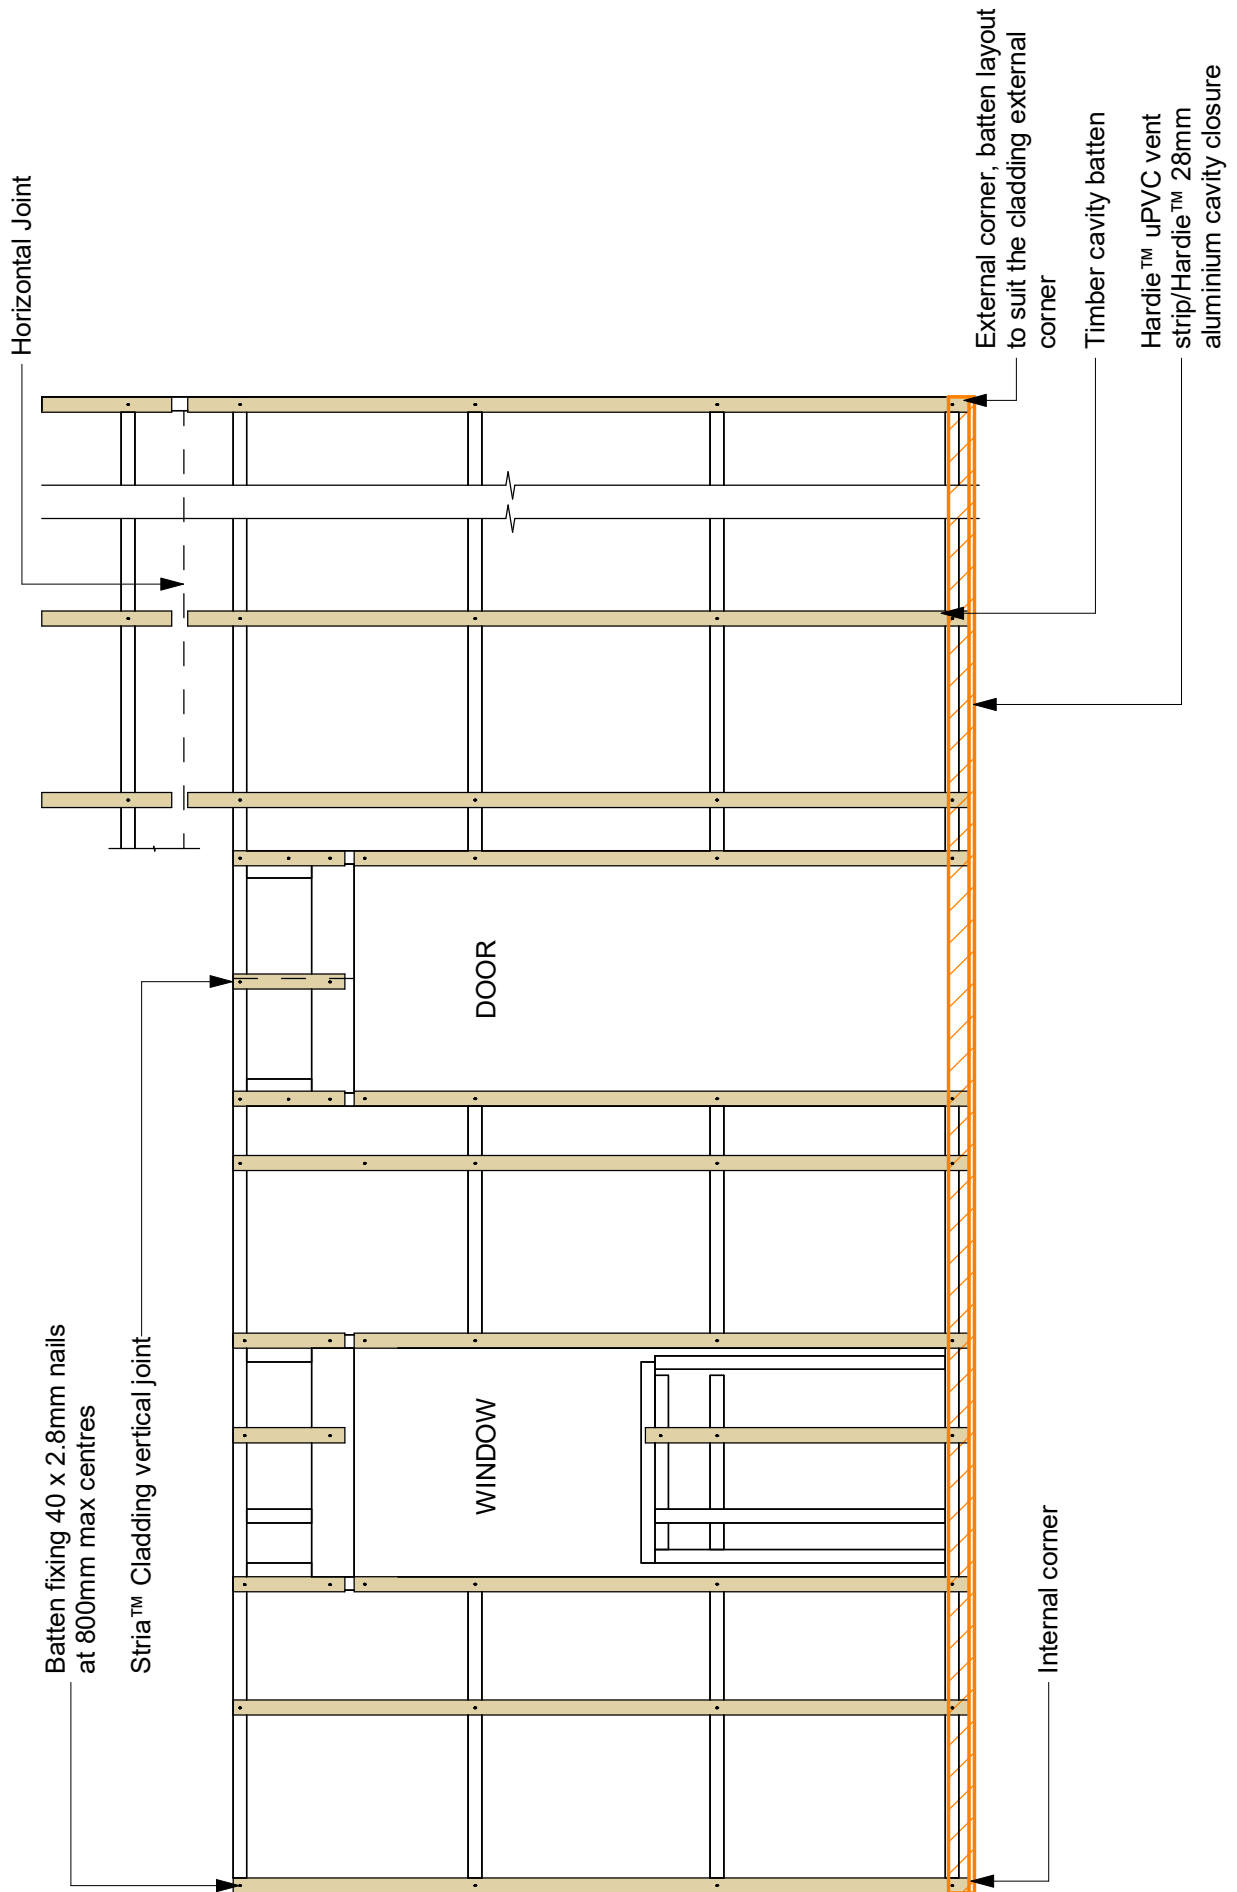 Batten fixing 40 x 2.8mm nails
at 800mm max centres
Stria™ Cladding vertical joint
Horizontal Joint
WINDOW
DOOR
Internal corner
External corner, batten layout
to suit the cladding external
corner
Timber cavity batten
Hardie™ uPVC vent
strip/Hardie™ 28mm
aluminium cavity closure